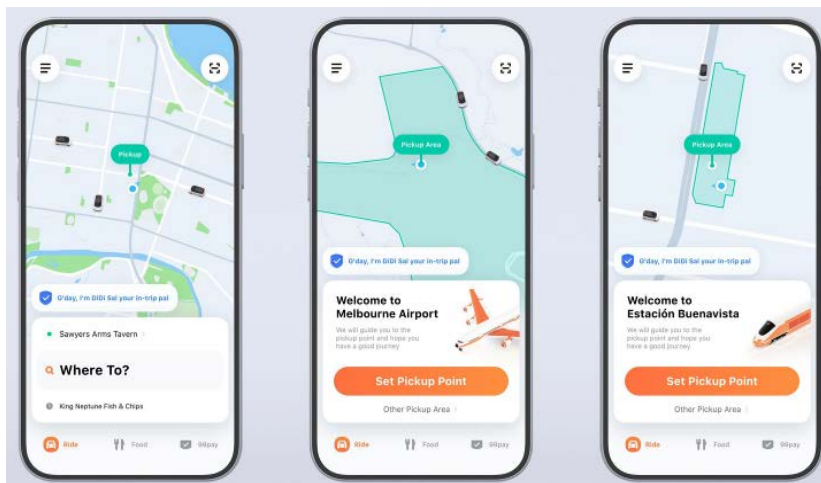 Pickup
G'day, I'm DiDi Sal your in-trip pal
Sawyers Arms Tavern
Where To?
King Neptune Fish & Chips
Ride
Food
99pay
Pickup Area
G'day, I'm DiDi Sal your in-trip pal
Welcome to
Melbourne Airport
We will guide you to the
pickup point and hope you
have a good journey
Set Pickup Point
Other Pickup Area
Ride
Food
99pay
Pickup Area
G'day, I'm DiDi Sal your in-trip pal
Welcome to
Estación Buenavista
We will guide you to the
pickup point and hope you
have a good journey
Set Pickup Point
Other Pickup Area
Ride
Food
99pay